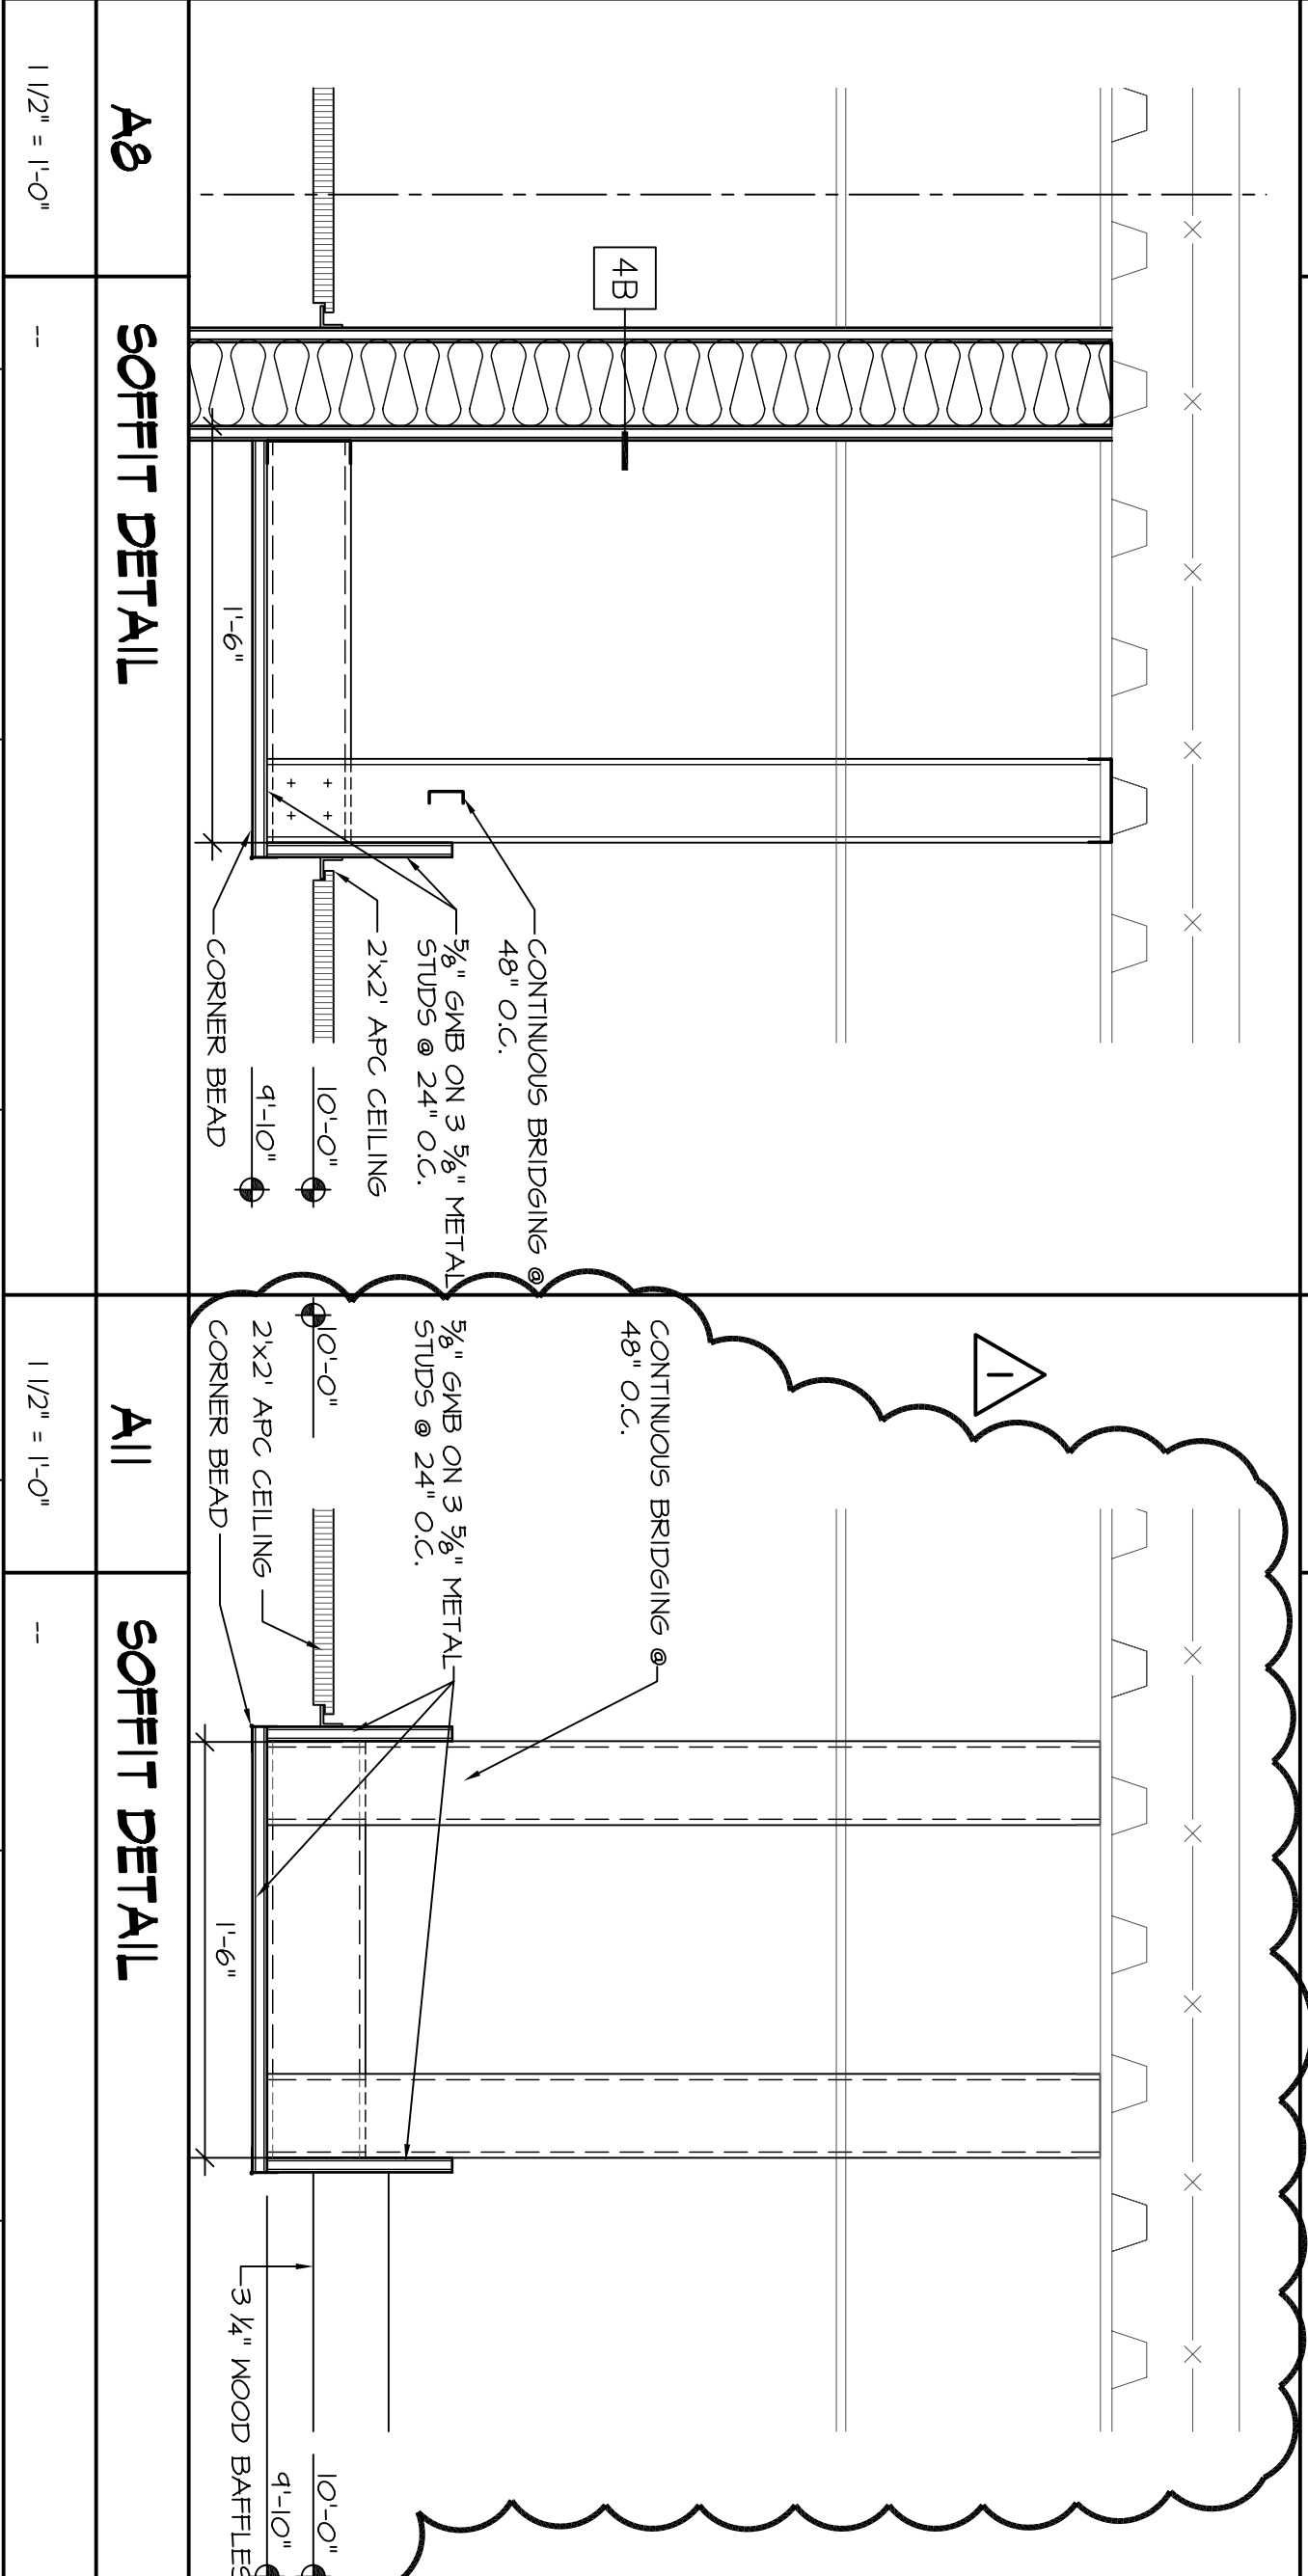 4B
1'-6"
CONTINUOUS BRIDGING @
48" O.C.
5/8" GWB ON 3 5/8" METAL
STUDS @ 24" O.C.
2'x2' APC CEILING
10'-0"
9'-10"
CORNER BEAD
A8
SOFFIT DETAIL
1 1/2" = 1'-0"
--
1
CONTINUOUS BRIDGING @
48" O.C.
5/8" GWB ON 3 5/8" METAL
STUDS @ 24" O.C.
10'-0"
2'x2' APC CEILING
CORNER BEAD
1'-6"
10'-0"
9'-10"
3 1/4" WOOD BAFFLES
A11
SOFFIT DETAIL
1 1/2" = 1'-0"
--